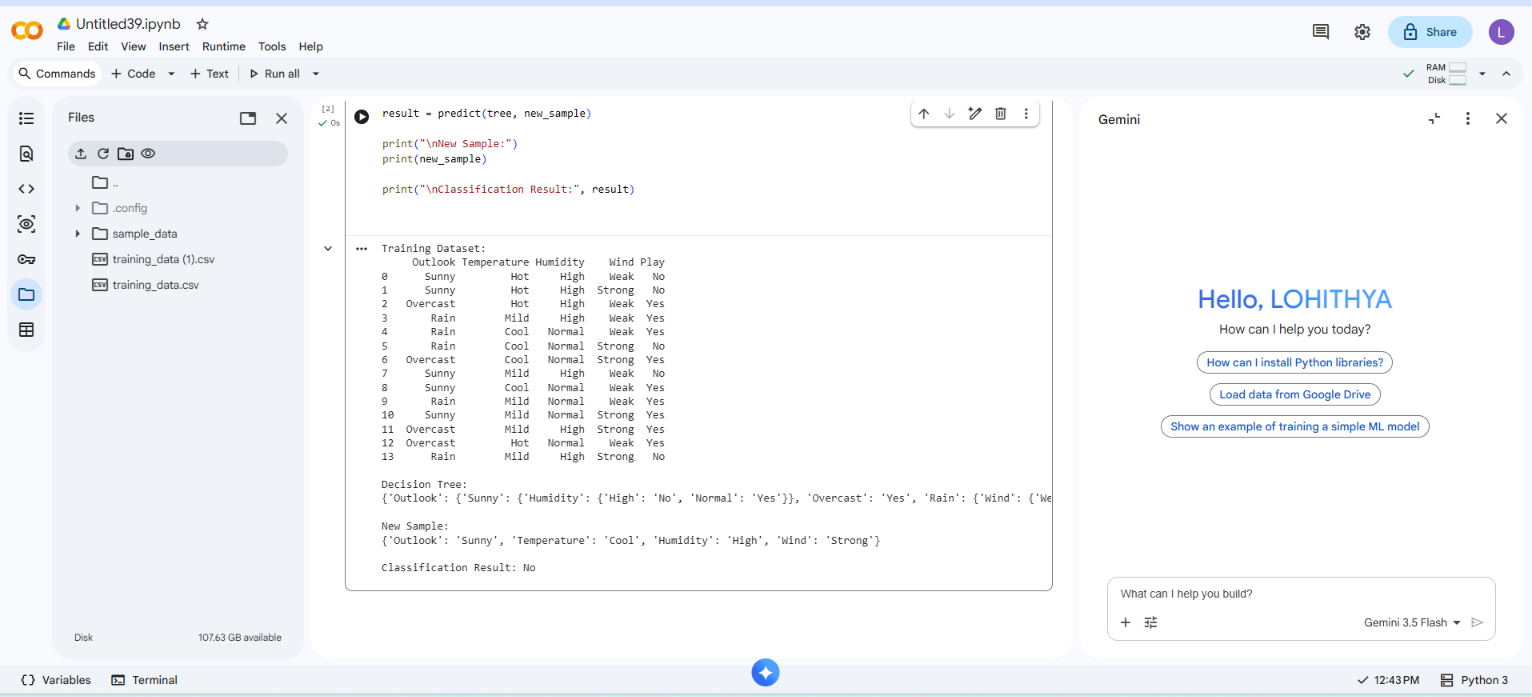 Untitled39.ipynb
File Edit View Insert Runtime Tools Help
Share
L
Commands + Code + Text Run all
RAM
Disk
Files
..
.config
sample_data
training_data (1).csv
training_data.csv
Disk 107.63 GB available
[2]
0s
result = predict(tree, new_sample)
print("\nNew Sample:")
print(new_sample)
print("\nClassification Result:", result)
Training Dataset:
Outlook Temperature Humidity Wind Play
0 Sunny Hot High Weak No
1 Sunny Hot High Strong No
2 Overcast Hot High Weak Yes
3 Rain Mild High Weak Yes
4 Rain Cool Normal Weak Yes
5 Rain Cool Normal Strong No
6 Overcast Cool Normal Strong Yes
7 Sunny Mild High Weak No
8 Sunny Cool Normal Weak Yes
9 Rain Mild Normal Weak Yes
10 Sunny Mild Normal Strong Yes
11 Overcast Mild High Strong Yes
12 Overcast Hot Normal Weak Yes
13 Rain Mild High Strong No
Decision Tree:
{'Outlook': {'Sunny': {'Humidity': {'High': 'No', 'Normal': 'Yes'}}, 'Overcast': 'Yes', 'Rain': {'Wind': {'We
New Sample:
{'Outlook': 'Sunny', 'Temperature': 'Cool', 'Humidity': 'High', 'Wind': 'Strong'}
Classification Result: No
Gemini
Hello, LOHITHYA
How can I help you today?
How can I install Python libraries?
Load data from Google Drive
Show an example of training a simple ML model
What can I help you build?
Gemini 3.5 Flash
Variables Terminal
12:43 PM Python 3